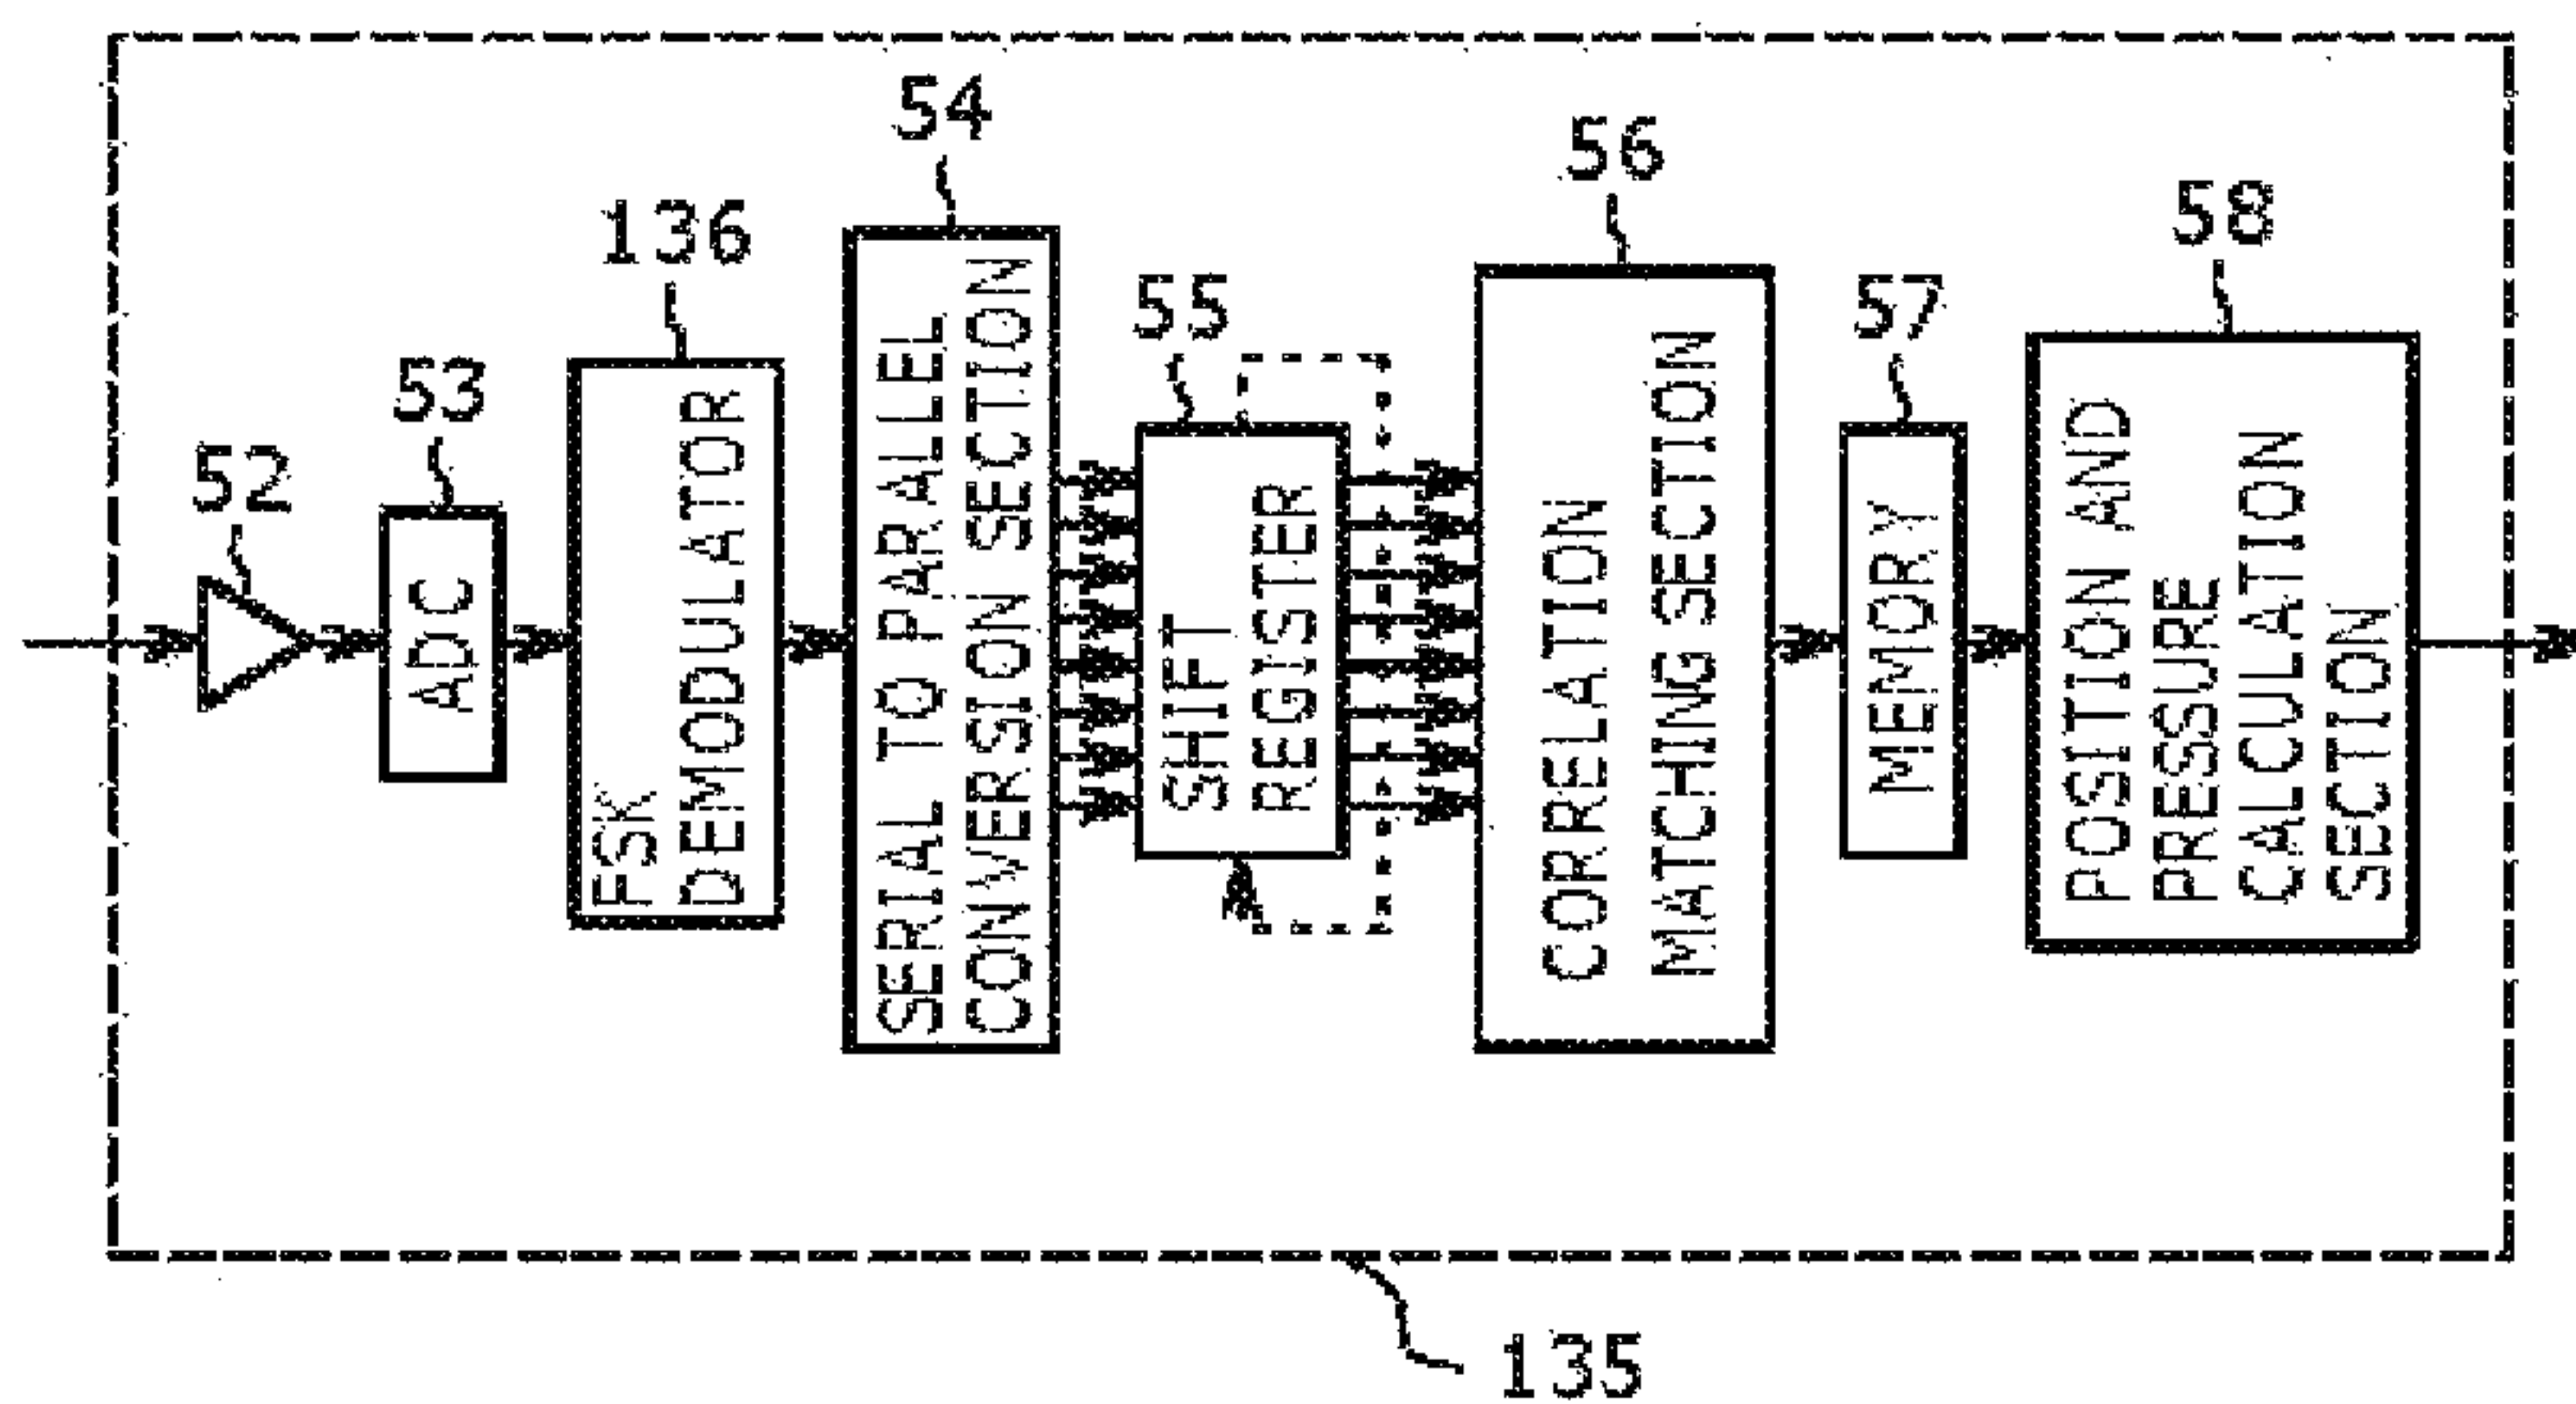 52
53
ADC
136
FSK
DEMODULATOR
54
SERIAL TO PARALLEL
CONVERSION SECTION
55
SHIFT
REGISTER
56
CORRELATION
MATCHING SECTION
57
MEMORY
58
POSITION AND
PRESSURE
CALCULATION
SECTION
135